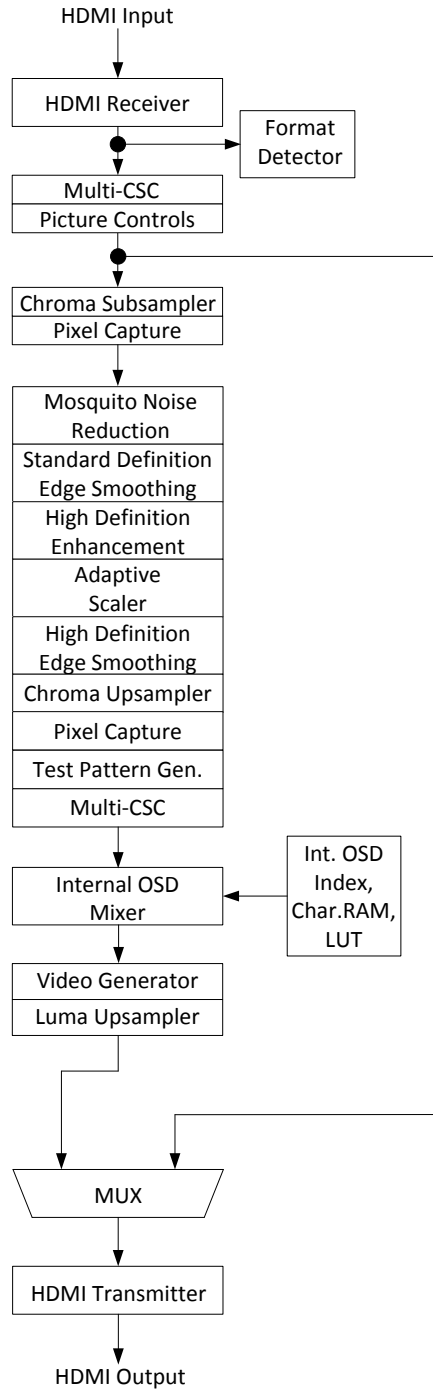 HDMI Input
HDMI Receiver
Format
Detector
Multi-CSC
Picture Controls
Chroma Subsampler
Pixel Capture
Mosquito Noise
Reduction
Standard Definition
Edge Smoothing
High Definition
Enhancement
Adaptive
Scaler
High Definition
Edge Smoothing
Chroma Upsampler
Pixel Capture
Test Pattern Gen.
Multi-CSC
Internal OSD
Mixer
Int. OSD
Index,
Char.RAM,
LUT
Video Generator
Luma Upsampler
MUX
HDMI Transmitter
HDMI Output